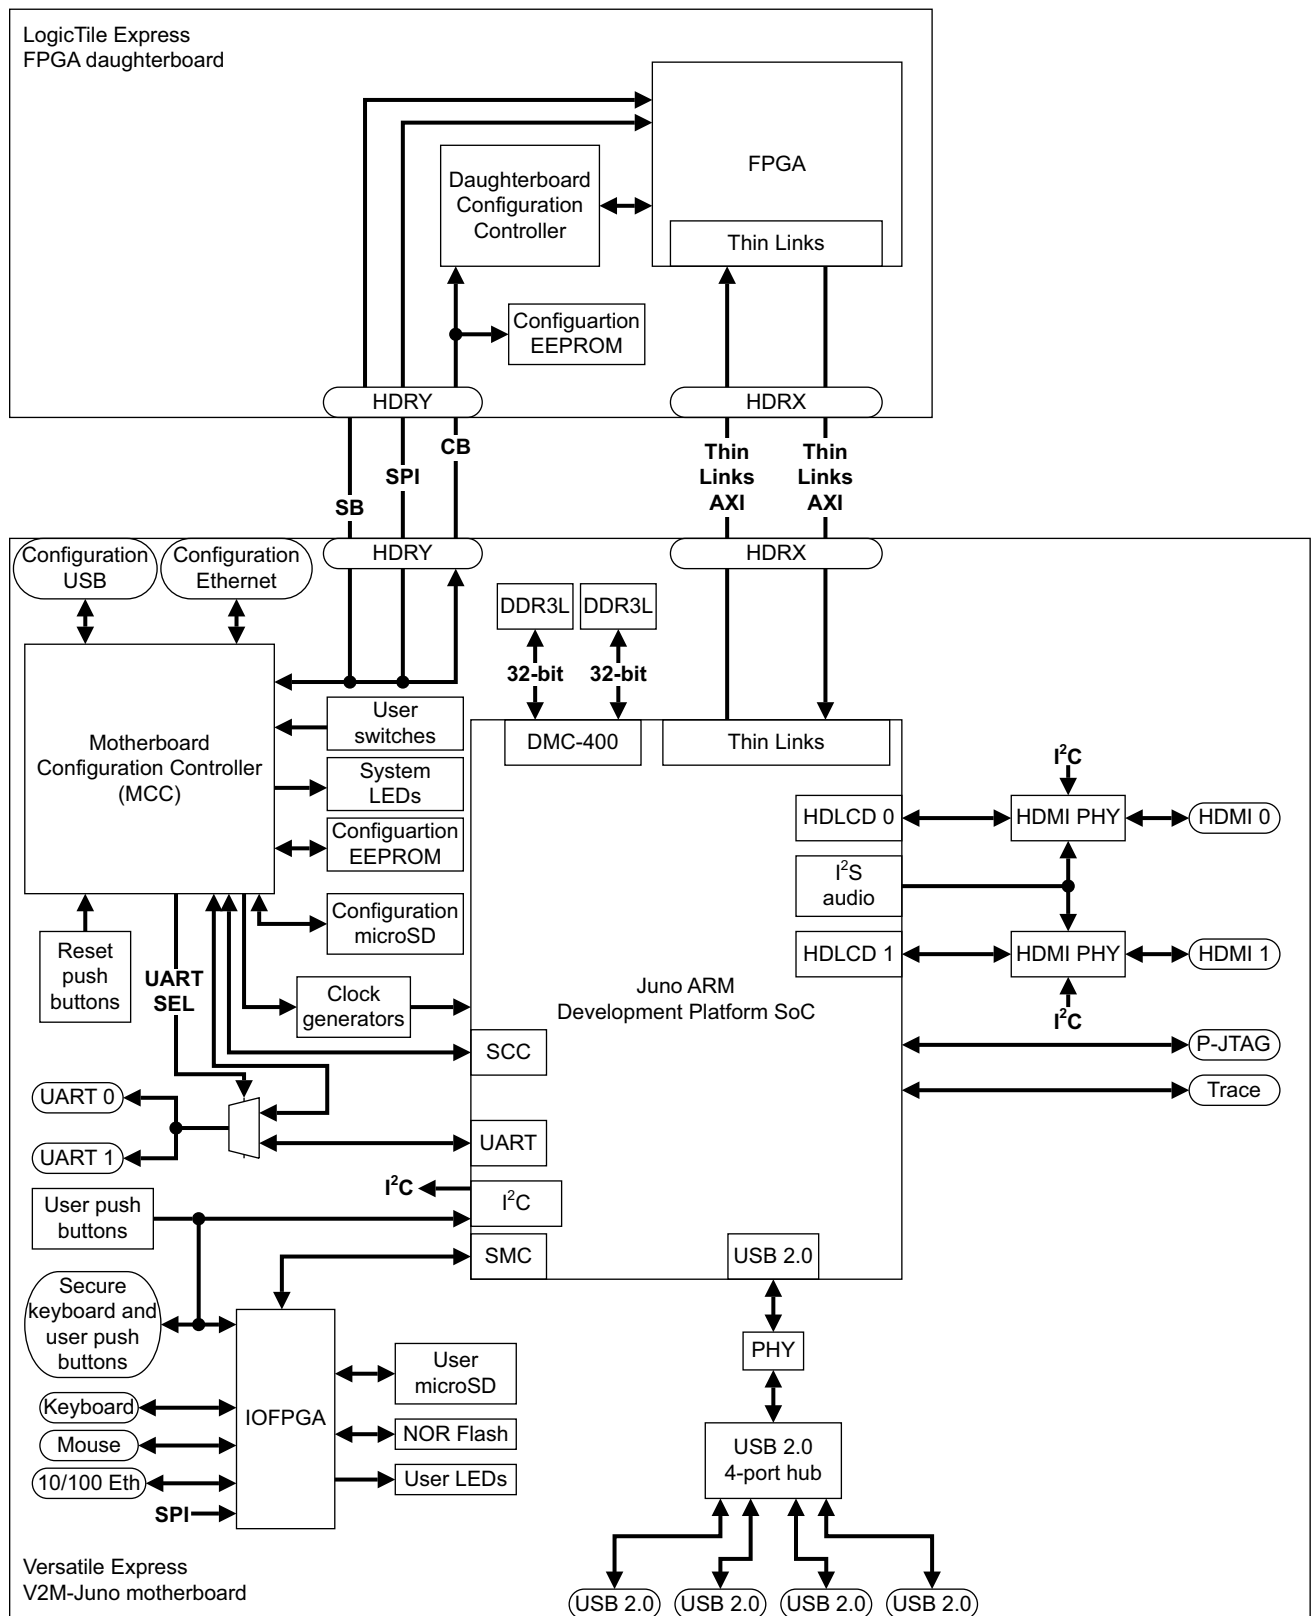 LogicTile Express
FPGA daughterboard
FPGA
Daughterboard
Configuration
Controller
Thin Links
Configuartion
EEPROM
HDRY
HDRX
CB
SPI
SB
Thin
Links
AXI
Thin
Links
AXI
HDRY
HDRX
Configuration
USB
Configuration
Ethernet
DDR3L
DDR3L
32-bit
32-bit
Motherboard
Configuration Controller
(MCC)
User
switches
System
LEDs
Configuartion
EEPROM
Configuration
microSD
DMC-400
Thin Links
I²C
HDLCD 0
HDMI PHY
HDMI 0
I²S
audio
HDLCD 1
HDMI PHY
HDMI 1
I²C
Reset
push
buttons
UART
SEL
Clock
generators
Juno ARM
Development Platform SoC
SCC
P-JTAG
Trace
UART 0
UART 1
UART
I²C
I²C
User push
buttons
SMC
USB 2.0
Secure
keyboard and
user push
buttons
PHY
IOFPGA
User
microSD
Keyboard
NOR Flash
Mouse
User LEDs
10/100 Eth
SPI
USB 2.0
4-port hub
USB 2.0
USB 2.0
USB 2.0
USB 2.0
Versatile Express
V2M-Juno motherboard